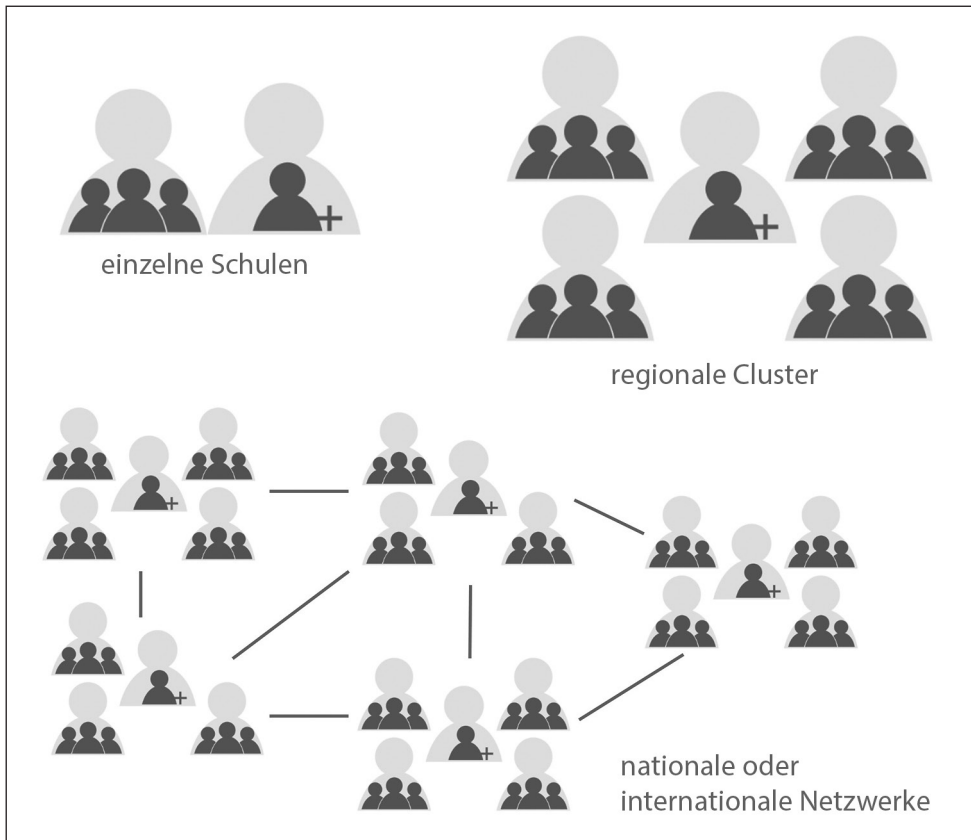 einzelne Schulen
regionale Cluster
nationale oder
internationale Netzwerke